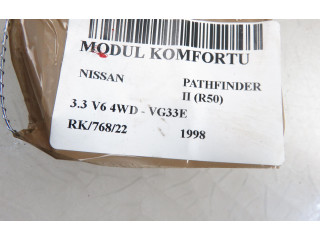 MODUL KOMFORTU
NISSAN PATHFINDER
II (R50)
3.3 V6 4WD - VG33E
RK/768/22 1998